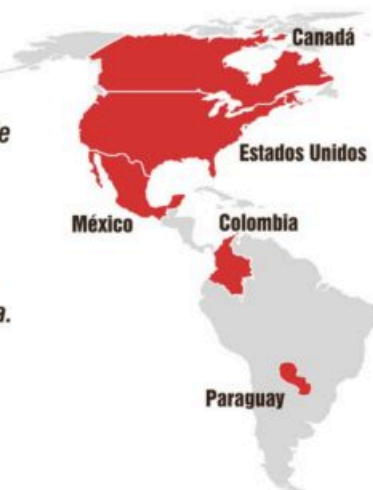 Canadá
e
Estados Unidos
México
Colombia
a.
Paraguay